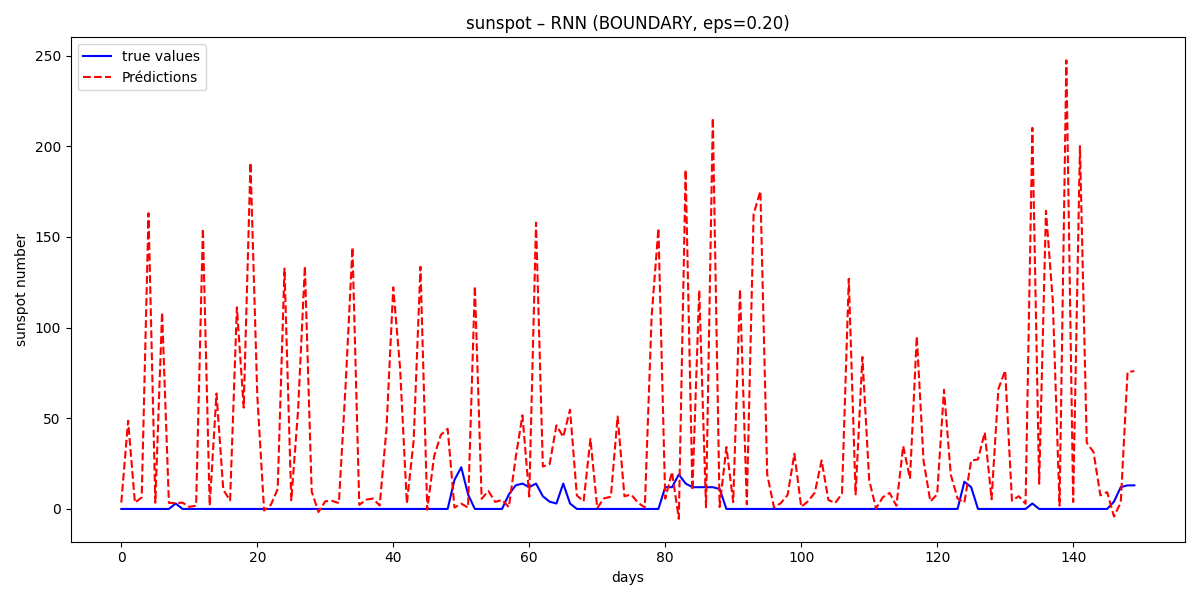 sunspot – RNN (BOUNDARY, eps=0.20)
true values
Prédictions
sunspot number
250
200
150
100
50
0
0 20 40 60 80 100 120 140
days